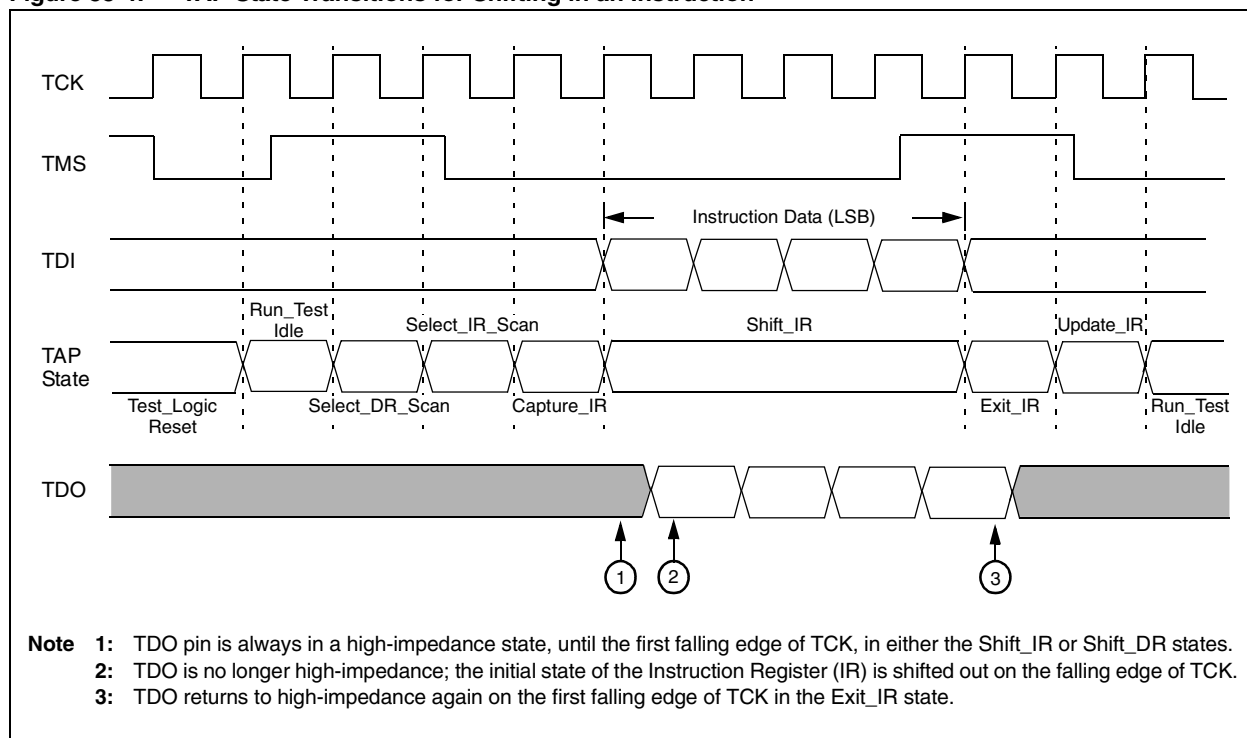 TCK
TMS
Instruction Data (LSB)
TDI
Run_Test
Idle
Select_IR_Scan
Shift_IR
Update_IR
TAP
State
Test_Logic
Reset
Select_DR_Scan
Capture_IR
Exit_IR
Run_Test
Idle
TDO
1
2
3
Note 1: TDO pin is always in a high-impedance state, until the first falling edge of TCK, in either the Shift_IR or Shift_DR states.
2: TDO is no longer high-impedance; the initial state of the Instruction Register (IR) is shifted out on the falling edge of TCK.
3: TDO returns to high-impedance again on the first falling edge of TCK in the Exit_IR state.